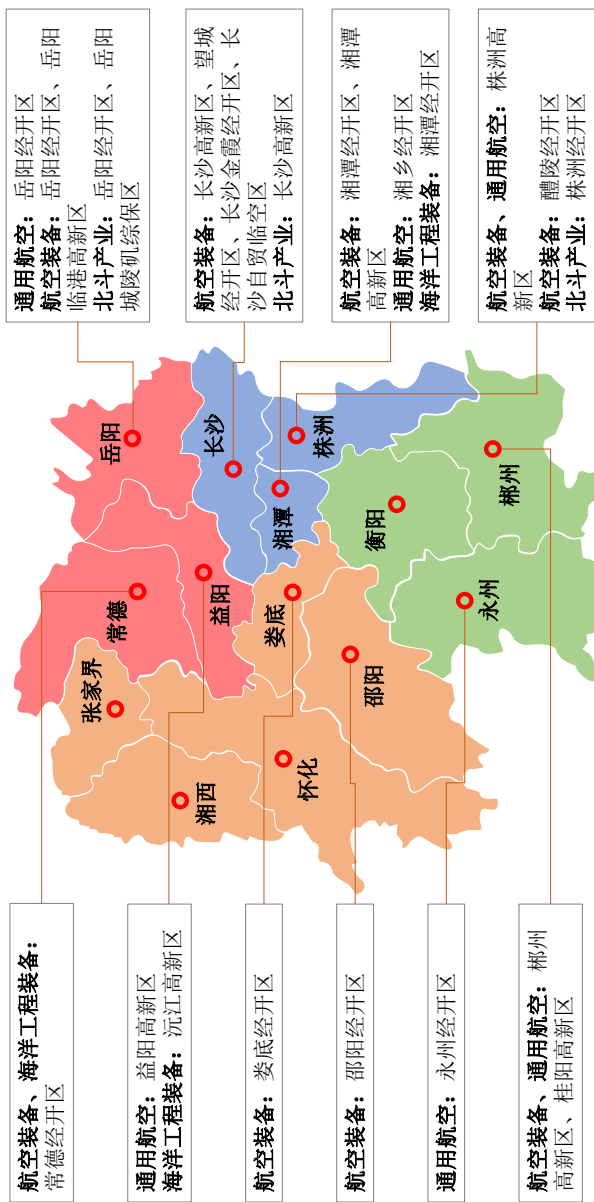 航空装备、海洋工程装备：
常德经开区
通用航空：益阳高新区
海洋工程装备：沅江高新区
航空装备：娄底经开区
航空装备：邵阳经开区
通用航空：永州经开区
航空装备、通用航空：郴州
高新区、桂阳高新区
张家界
常德
岳阳
湘西
益阳
长沙
怀化
娄底
湘潭
株洲
邵阳
衡阳
永州
郴州
通用航空：岳阳经开区
航空装备：岳阳经开区、岳阳
临港高新区
北斗产业：岳阳经开区、岳阳
城陵矶综保区
航空装备：长沙高新区、望城
经开区、长沙金霞经开区、长
沙自贸临空区
北斗产业：长沙高新区
航空装备：湘潭经开区、湘潭
高新区
通用航空：湘乡经开区
海洋工程装备：湘潭经开区
航空装备、通用航空：株洲高
新区
航空装备：醴陵经开区
北斗产业：株洲经开区